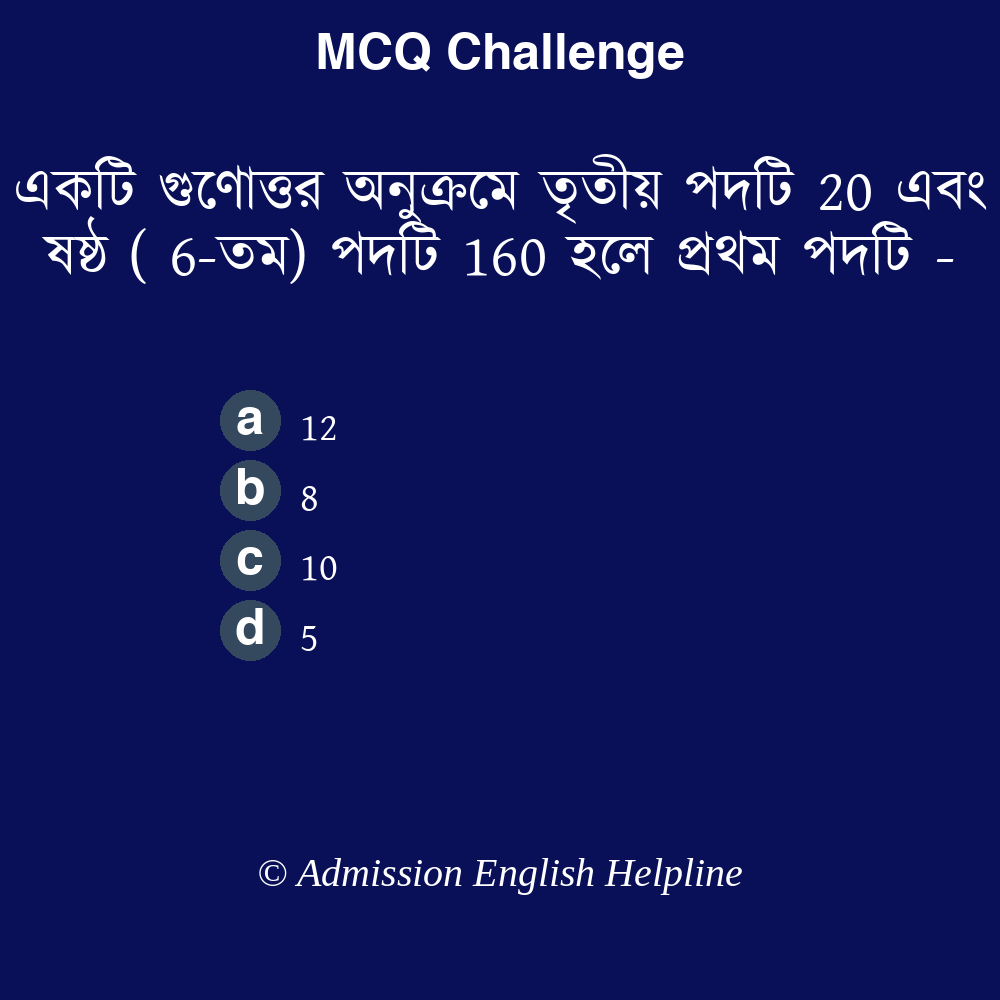 MCQ Challenge
একটি গুণোত্তর অনুক্রমে তৃতীয় পদটি 20 এবং
ষষ্ঠ ( 6-তম) পদটি 160 হলে প্রথম পদটি -
a 12
b 8
c 10
d 5
© Admission English Helpline